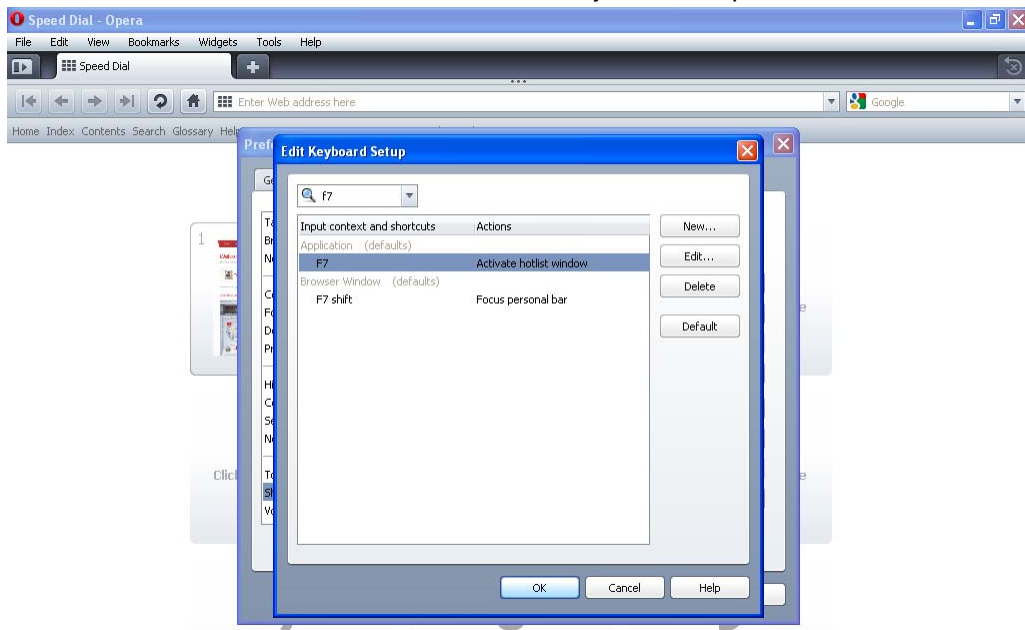 Speed Dial - Opera
File Edit View Bookmarks Widgets Tools Help
Speed Dial
Enter Web address here Google
Home Index Contents Search Glossary Help
Edit Keyboard Setup
f7
Input context and shortcuts Actions
Application (defaults)
F7 Activate hotlist window
Browser Window (defaults)
F7 shift Focus personal bar
New...
Edit...
Delete
Default
1
OK Cancel Help